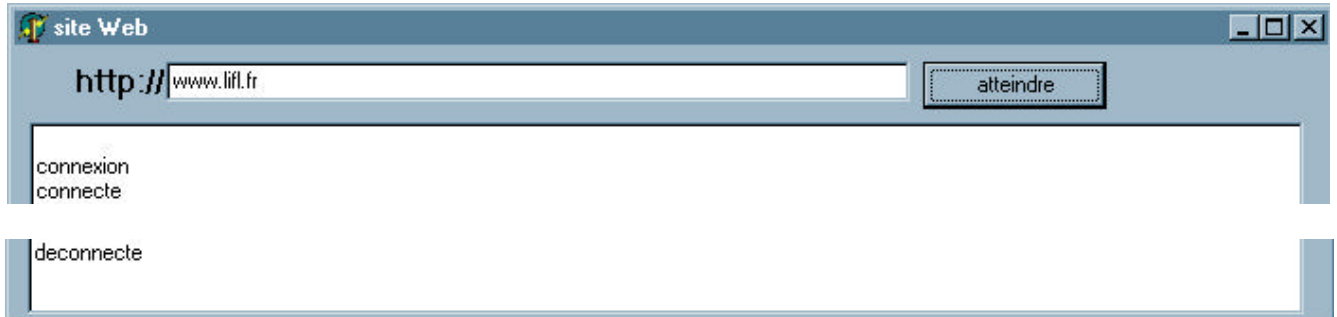 site Web
http:// www.lifl.fr atteindre
connexion
connecte
deconnecte